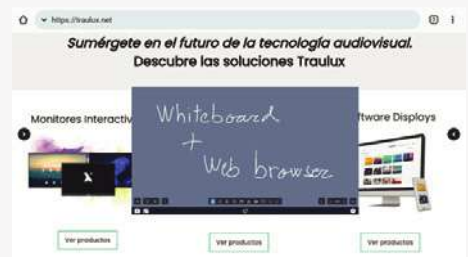 https://traulux.net
Sumérgete en el futuro de la tecnología audiovisual.
Descubre las soluciones Traulux
Monitores Interactiv
ftware Displays
Whiteboard
+
Web browser
Ver productos
Ver productos
Ver productos